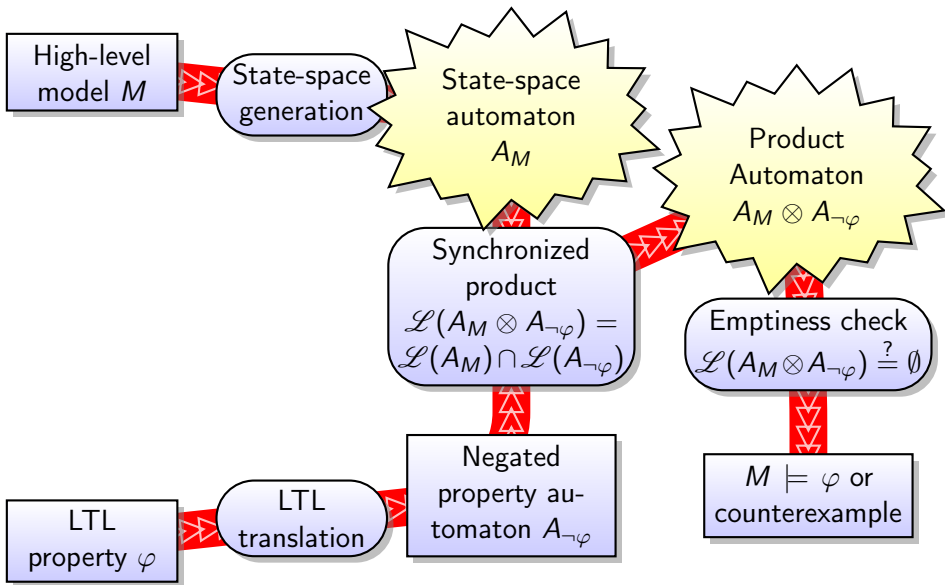 High-level
model M
State-space
generation
State-space
automaton
A_M
Product
Automaton
A_M ⊗ A_¬φ
Synchronized
product
ℒ(A_M ⊗ A_¬φ) =
ℒ(A_M) ∩ ℒ(A_¬φ)
Emptiness check
ℒ(A_M ⊗ A_¬φ) ≟ ∅
LTL
property φ
LTL
translation
Negated
property au-
tomaton A_¬φ
M ⊨ φ or
counterexample